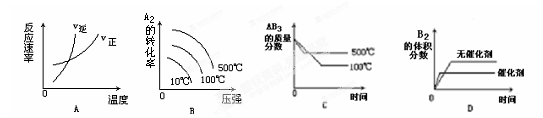 反应速率
v逆
v正
0
温度
A
A₂的转化率
500℃
10℃
100℃
0
压强
B
AB₃的质量分数
500℃
100℃
0
时间
C
B₂的体积分数
无催化剂
催化剂
0
时间
D